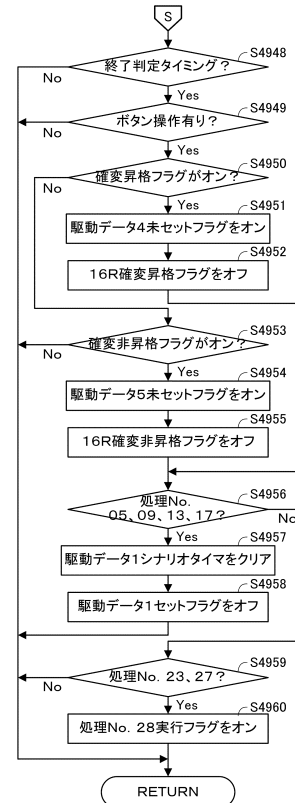 S
S4948
終了判定タイミング？
No
Yes
S4949
ボタン操作有り？
No
Yes
S4950
確変昇格フラグがオン？
No
Yes
S4951
駆動データ4未セットフラグをオン
S4952
16R確変昇格フラグをオフ
S4953
確変非昇格フラグがオン？
No
Yes
S4954
駆動データ5未セットフラグをオン
S4955
16R確変非昇格フラグをオフ
S4956
処理No.
05、09、13、17？
No
Yes
S4957
駆動データ1シナリオタイマをクリア
S4958
駆動データ1セットフラグをオフ
S4959
処理No. 23、27？
No
Yes
S4960
処理No. 28実行フラグをオン
RETURN